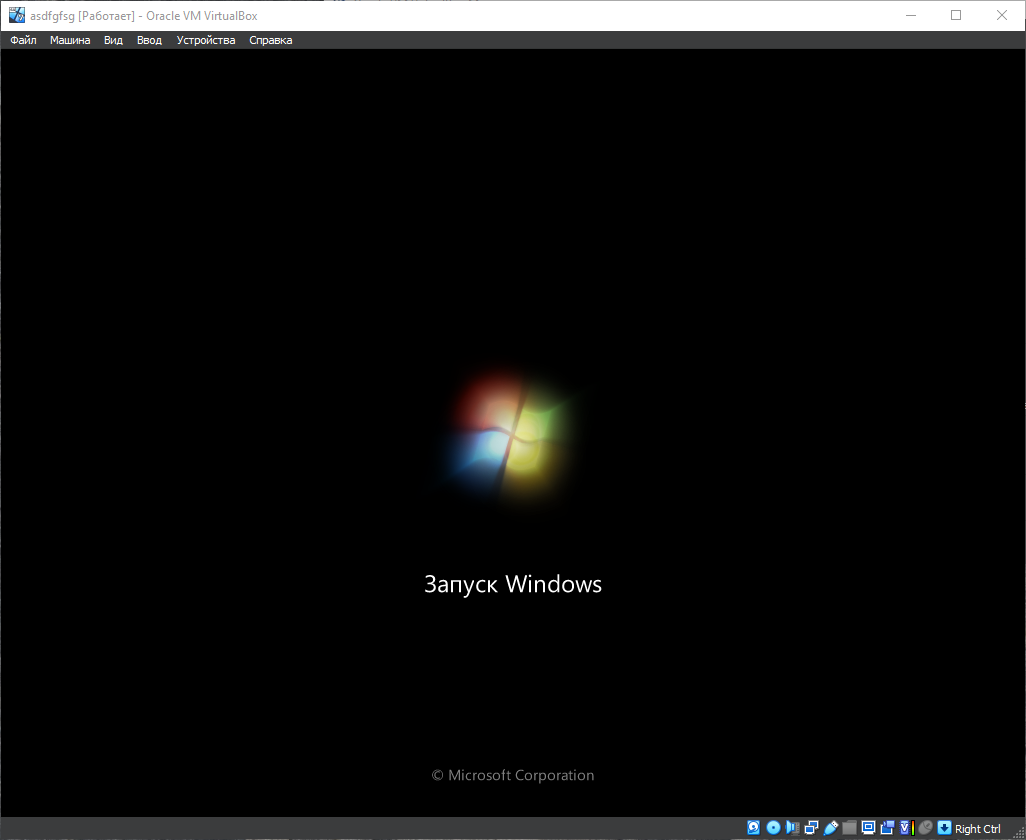 asdfgfsg [Работает] - Oracle VM VirtualBox
Файл Машина Вид Ввод Устройства Справка
Запуск Windows
© Microsoft Corporation
Right Ctrl